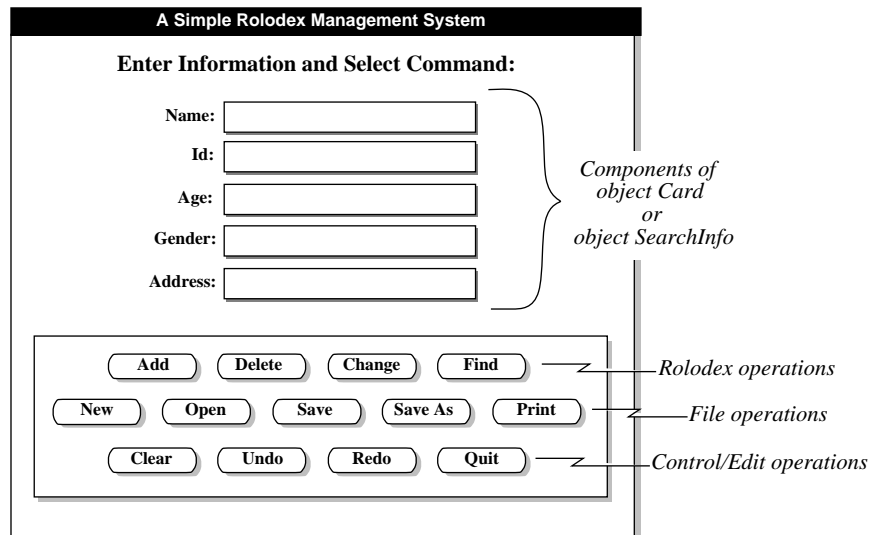 A Simple Rolodex Management System
Enter Information and Select Command:
Name:
Id:
Age:
Gender:
Address:
Components of
object Card
or
object SearchInfo
Add Delete Change Find
Rolodex operations
New Open Save Save As Print
File operations
Clear Undo Redo Quit
Control/Edit operations